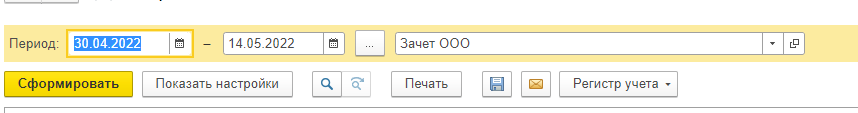 Период: 30.04.2022 – 14.05.2022 ... Зачет ООО
Сформировать Показать настройки Печать Регистр учета